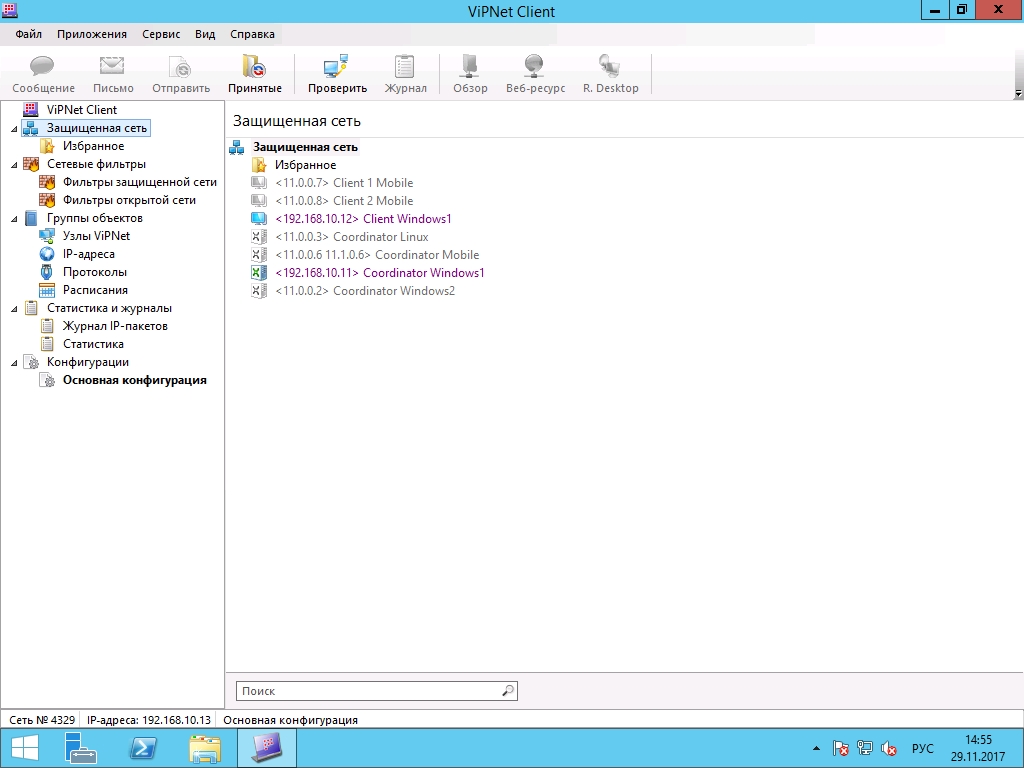 ViPNet Client
Файл Приложения Сервис Вид Справка
Сообщение Письмо Отправить Принятые Проверить Журнал Обзор Веб-ресурс R. Desktop
ViPNet Client
Защищенная сеть
Избранное
Сетевые фильтры
Фильтры защищенной сети
Фильтры открытой сети
Группы объектов
Узлы ViPNet
IP-адреса
Протоколы
Расписания
Статистика и журналы
Журнал IP-пакетов
Статистика
Конфигурации
Основная конфигурация
Защищенная сеть
Защищенная сеть
Избранное
<11.0.0.7> Client 1 Mobile
<11.0.0.8> Client 2 Mobile
<192.168.10.12> Client Windows1
<11.0.0.3> Coordinator Linux
<11.0.0.6 11.1.0.6> Coordinator Mobile
<192.168.10.11> Coordinator Windows1
<11.0.0.2> Coordinator Windows2
Поиск
Сеть № 4329 IP-адреса: 192.168.10.13 Основная конфигурация
РУС
14:55
29.11.2017